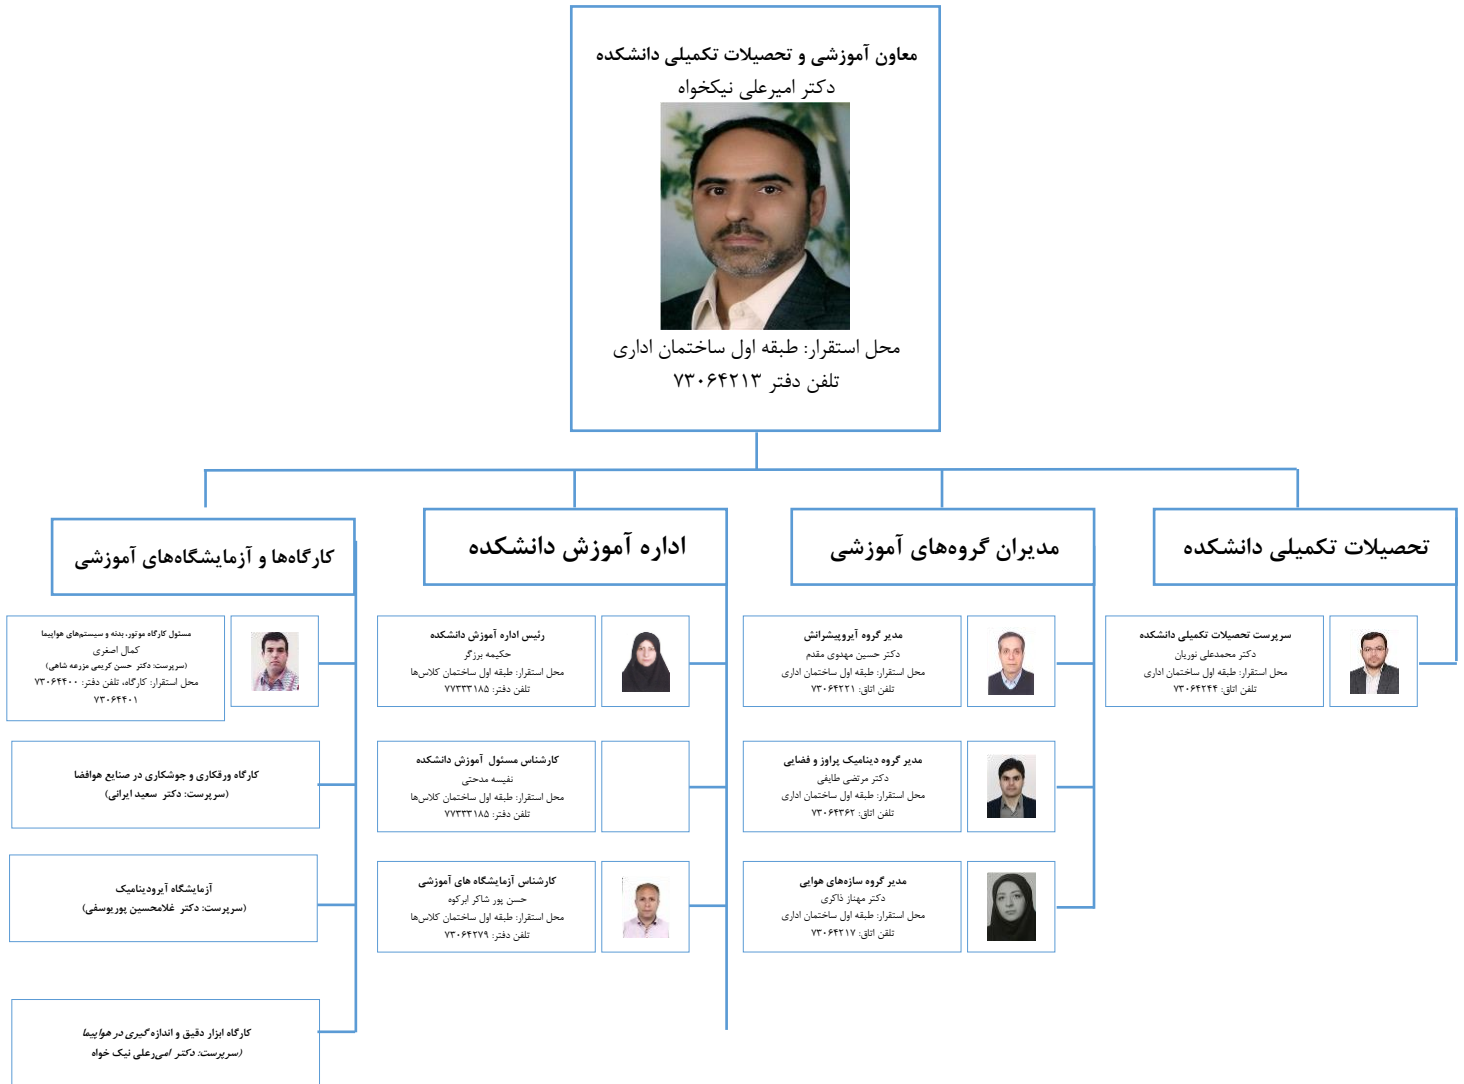 معاون آموزشی و تحصیلات تکمیلی دانشکده
دکتر امیرعلی نیکخواه
محل استقرار: طبقه اول ساختمان اداری
تلفن دفتر ۷۳۰۶۴۲۱۳
تحصیلات تکمیلی دانشکده
سرپرست تحصیلات تکمیلی دانشکده
دکتر محمدعلی نوریان
محل استقرار: طبقه اول ساختمان اداری
تلفن اتاق: ۷۳۰۶۴۲۴۴
مدیران گروه‌های آموزشی
مدیر گروه آیروپیشرانش
دکتر حسین مهدوی مقدم
محل استقرار: طبقه اول ساختمان اداری
تلفن اتاق: ۷۳۰۶۴۲۲۱
مدیر گروه دینامیک پراوز و فضایی
دکتر مرتضی طایفی
محل استقرار: طبقه اول ساختمان اداری
تلفن اتاق: ۷۳۰۶۴۳۶۲
مدیر گروه سازه‌های هوایی
دکتر مهناز ذاکری
محل استقرار: طبقه اول ساختمان اداری
تلقن اتاق: ۷۳۰۶۴۲۱۷
اداره آموزش دانشکده
رئیس اداره آموزش دانشکده
حکیمه برزگر
محل استقرار: طبقه اول ساختمان کلاس‌ها
تلفن دفتر: ۷۷۳۳۳۱۸۵
کارشناس مسئول آموزش دانشکده
نفیسه مدحتی
محل استقرار: طبقه اول ساختمان کلاس‌ها
تلفن دفتر: ۷۷۳۳۳۱۸۵
کارشناس آزمایشگاه های آموزشی
حسن پور شاکر ابرکوه
محل استقرار: طبقه اول ساختمان کلاس‌ها
تلفن دفتر: ۷۳۰۶۴۲۷۹
کارگاه‌ها و آزمایشگاه‌های آموزشی
مسئول کارگاه موتور، بدنه و سیستم‌های هواپیما
کمال اصغری
(سرپرست: دکتر حسن کریمی مزرعه شاهی)
محل استقرار: کارگاه، تلفن دفتر: ۷۳۰۶۴۴۰۰
۷۳۰۶۴۴۰۱
کارگاه ورقکاری و جوشکاری در صنایع هوافضا
(سرپرست: دکتر سعید ایرانی)
آزمایشگاه آیرودینامیک
(سرپرست: دکتر غلامحسین پوریوسفی)
کارگاه ابزار دقیق و اندازه گیری در هواپیما
(سرپرست: دکتر امی‌رعلی نیک خواه